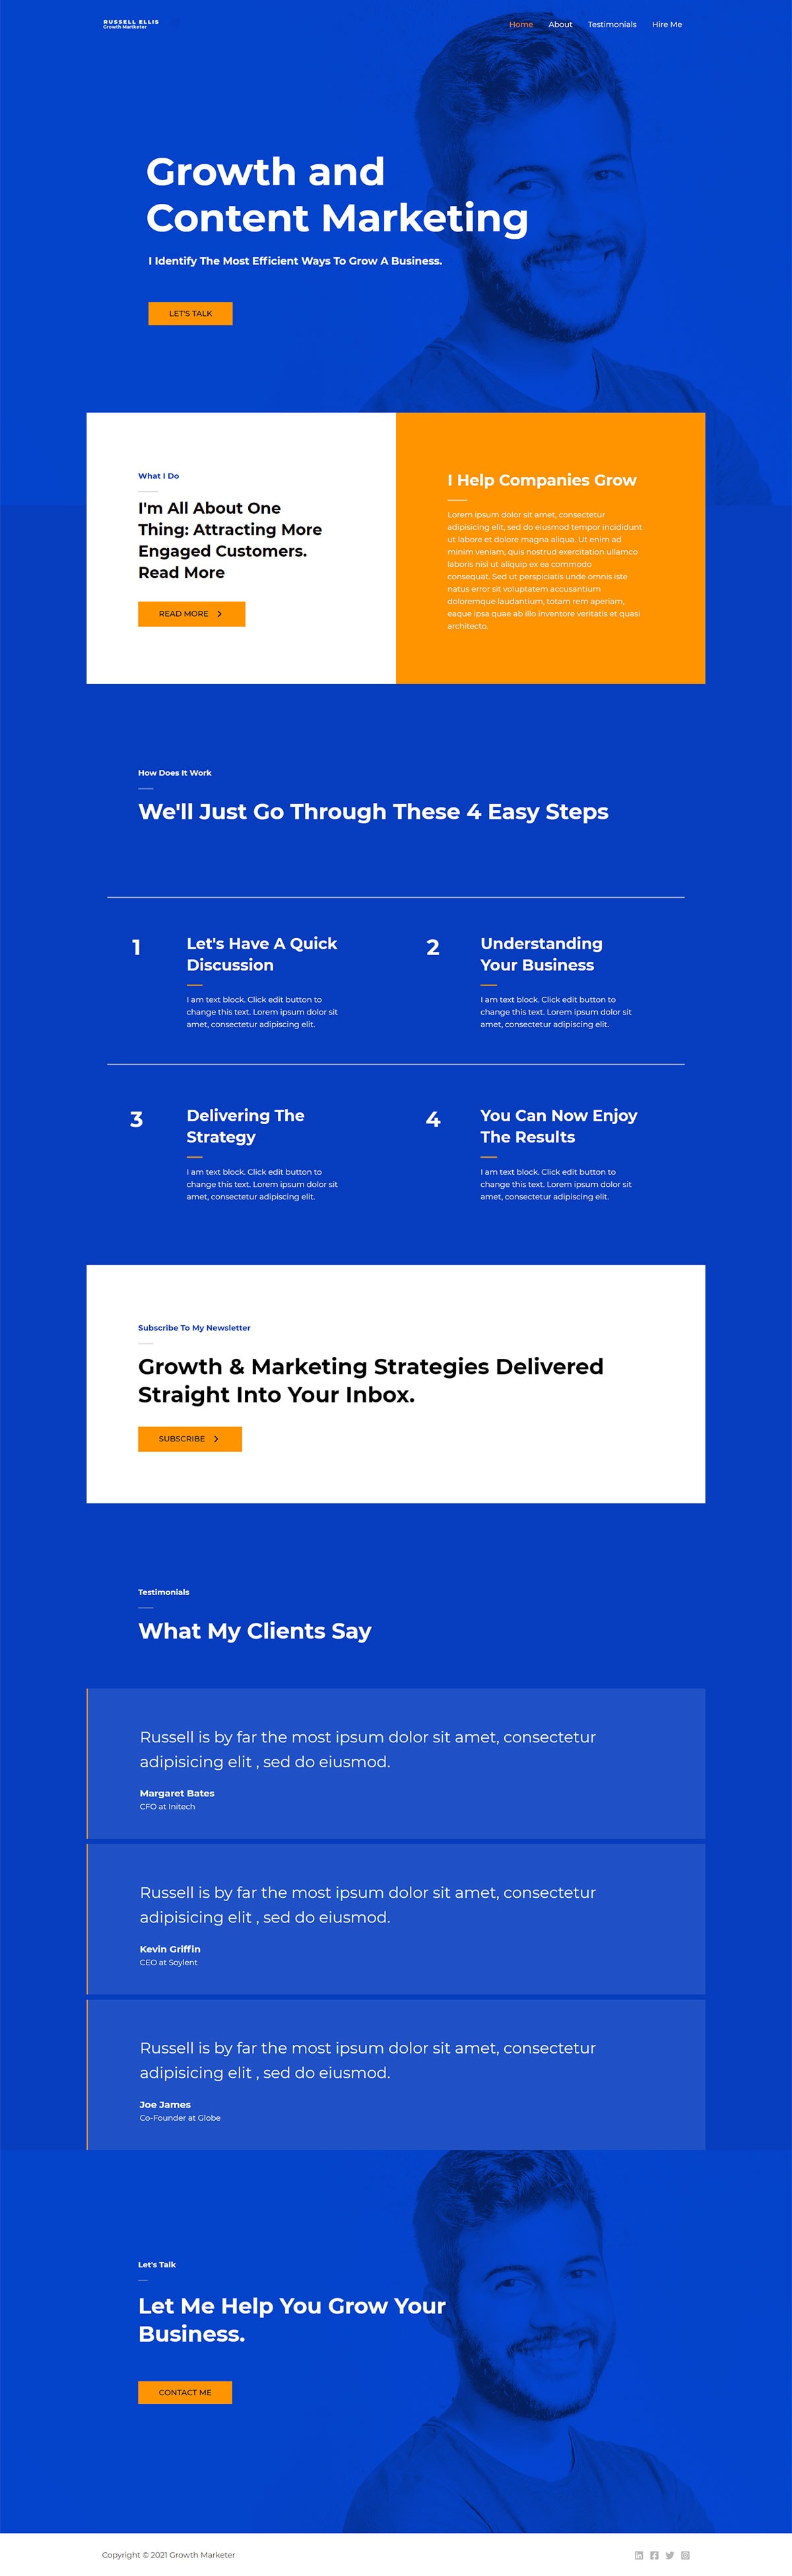 RUSSELL ELLIS
Growth Marketer
Home About Testimonials Hire Me
Growth and
Content Marketing
I Identify The Most Efficient Ways To Grow A Business.
LET'S TALK
What I Do
I'm All About One
Thing: Attracting More
Engaged Customers.
Read More
READ MORE
I Help Companies Grow
Lorem ipsum dolor sit amet, consectetur
adipisicing elit, sed do eiusmod tempor incididunt
ut labore et dolore magna aliqua. Ut enim ad
minim veniam, quis nostrud exercitation ullamco
laboris nisi ut aliquip ex ea commodo
consequat. Sed ut perspiciatis unde omnis iste
natus error sit voluptatem accusantium
doloremque laudantium, totam rem aperiam,
eaque ipsa quae ab illo inventore veritatis et quasi
architecto.
How Does It Work
We'll Just Go Through These 4 Easy Steps
1
Let's Have A Quick
Discussion
I am text block. Click edit button to
change this text. Lorem ipsum dolor sit
amet, consectetur adipiscing elit.
2
Understanding
Your Business
I am text block. Click edit button to
change this text. Lorem ipsum dolor sit
amet, consectetur adipiscing elit.
3
Delivering The
Strategy
I am text block. Click edit button to
change this text. Lorem ipsum dolor sit
amet, consectetur adipiscing elit.
4
You Can Now Enjoy
The Results
I am text block. Click edit button to
change this text. Lorem ipsum dolor sit
amet, consectetur adipiscing elit.
Subscribe To My Newsletter
Growth & Marketing Strategies Delivered
Straight Into Your Inbox.
SUBSCRIBE
Testimonials
What My Clients Say
Russell is by far the most ipsum dolor sit amet, consectetur
adipisicing elit , sed do eiusmod.
Margaret Bates
CFO at Initech
Russell is by far the most ipsum dolor sit amet, consectetur
adipisicing elit , sed do eiusmod.
Kevin Griffin
CEO at Soylent
Russell is by far the most ipsum dolor sit amet, consectetur
adipisicing elit , sed do eiusmod.
Joe James
Co-Founder at Globe
Let's Talk
Let Me Help You Grow Your
Business.
CONTACT ME
Copyright © 2021 Growth Marketer